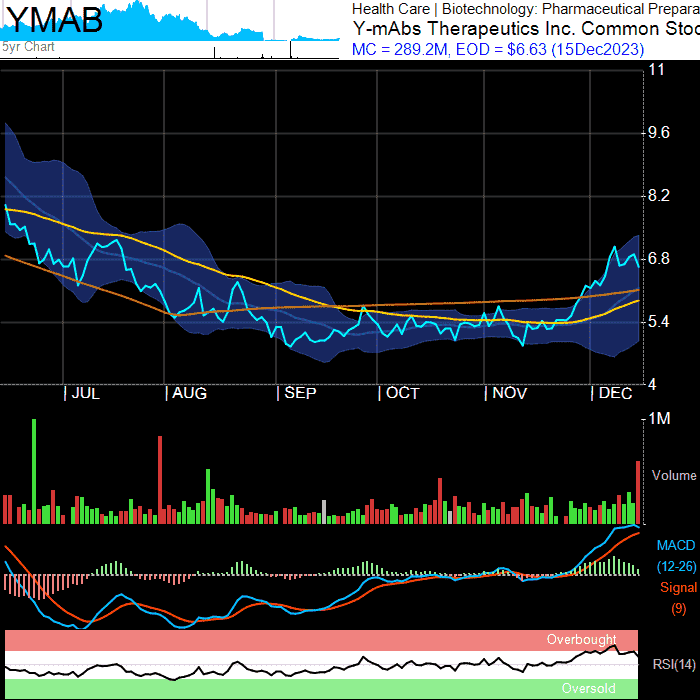 YMAB
5yr Chart
Health Care | Biotechnology: Pharmaceutical Prepara
Y-mAbs Therapeutics Inc. Common Stoc
MC = 289.2M, EOD = $6.63 (15Dec2023)
11
9.6
8.2
6.8
5.4
4
JUL
AUG
SEP
OCT
NOV
DEC
1M
Volume
MACD
(12-26)
Signal
(9)
Overbought
RSI(14)
Oversold